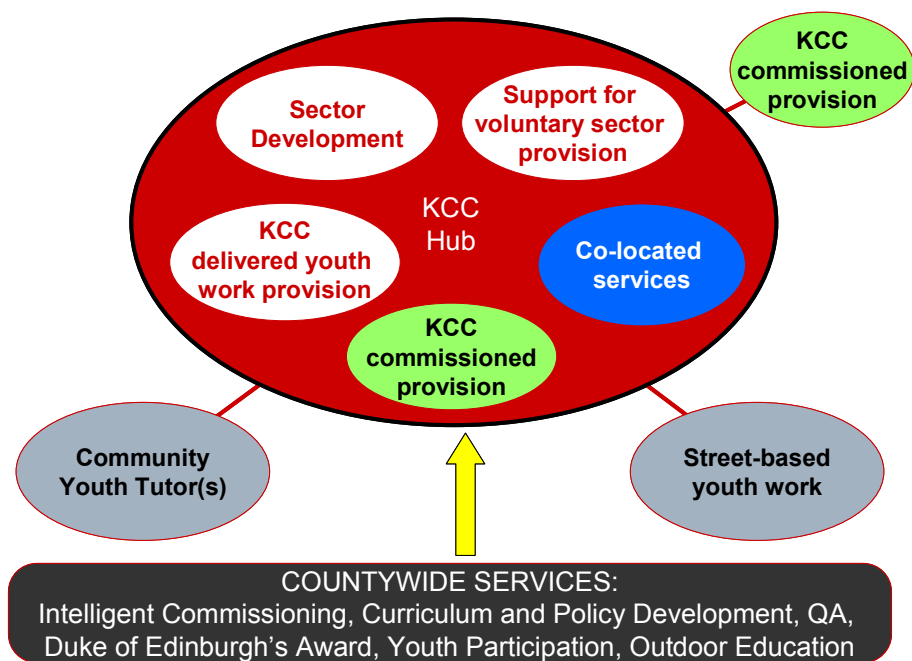 KCC
commissioned
provision
Sector
Development
Support for
voluntary sector
provision
KCC
Hub
KCC
delivered youth
work provision
Co-located
services
KCC
commissioned
provision
Community
Youth Tutor(s)
Street-based
youth work
COUNTYWIDE SERVICES:
Intelligent Commissioning, Curriculum and Policy Development, QA,
Duke of Edinburgh’s Award, Youth Participation, Outdoor Education